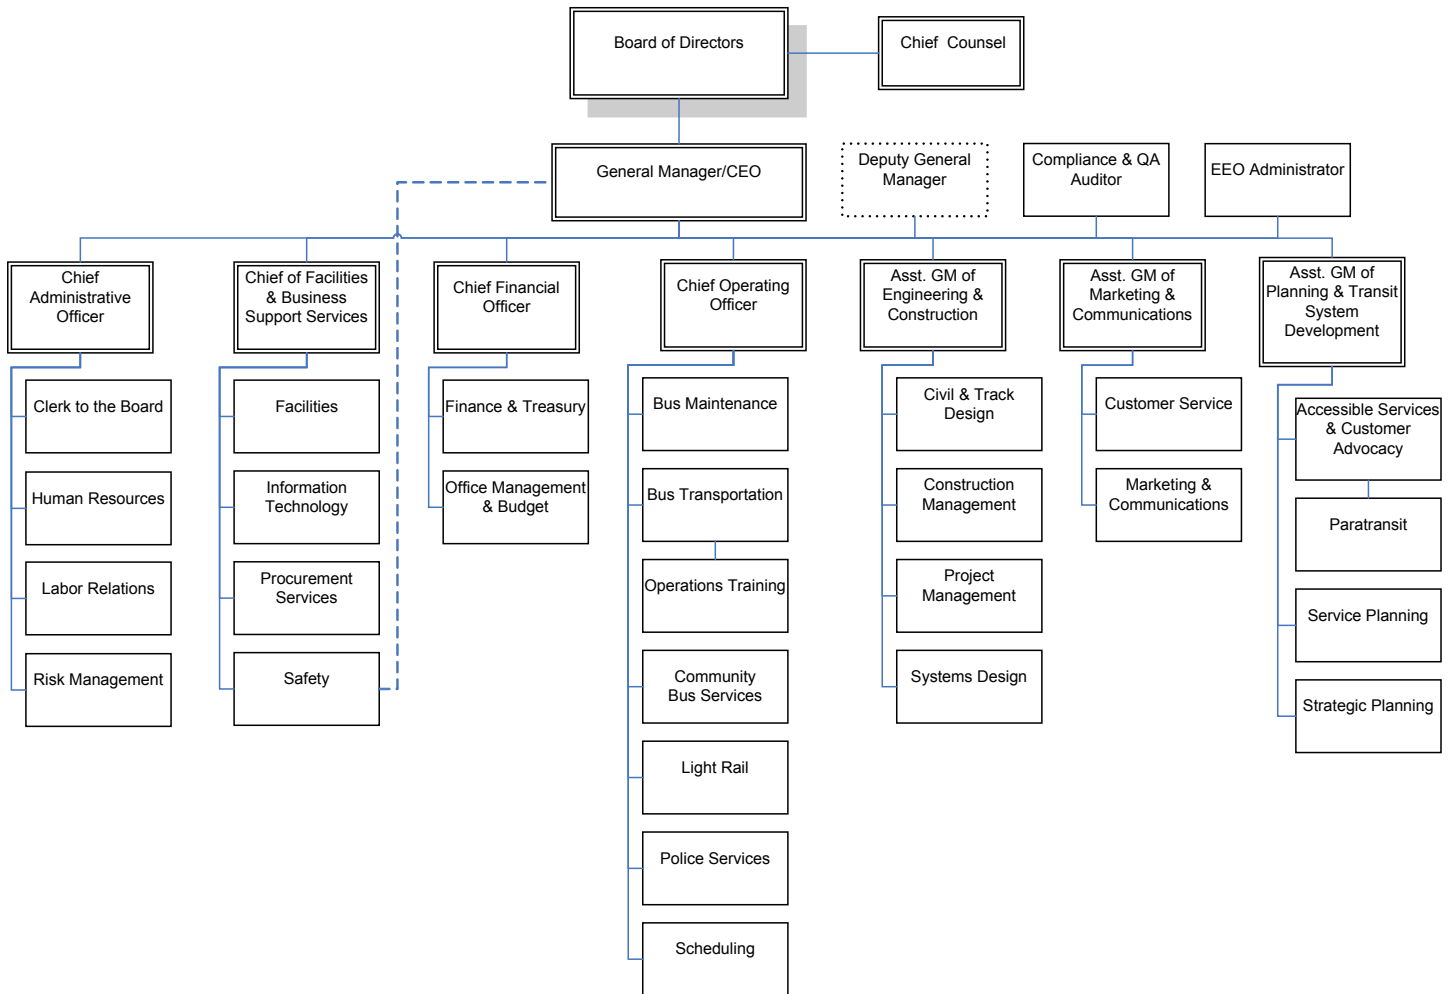 Board of Directors
Chief Counsel
General Manager/CEO
Deputy General
Manager
Compliance & QA
Auditor
EEO Administrator
Chief
Administrative
Officer
Chief of Facilities
& Business
Support Services
Chief Financial
Officer
Chief Operating
Officer
Asst. GM of
Engineering &
Construction
Asst. GM of
Marketing &
Communications
Asst. GM of
Planning & Transit
System
Development
Clerk to the Board
Human Resources
Labor Relations
Risk Management
Facilities
Information
Technology
Procurement
Services
Safety
Finance & Treasury
Office Management
& Budget
Bus Maintenance
Bus Transportation
Operations Training
Community
Bus Services
Light Rail
Police Services
Scheduling
Civil & Track
Design
Construction
Management
Project
Management
Systems Design
Customer Service
Marketing &
Communications
Accessible Services
& Customer
Advocacy
Paratransit
Service Planning
Strategic Planning